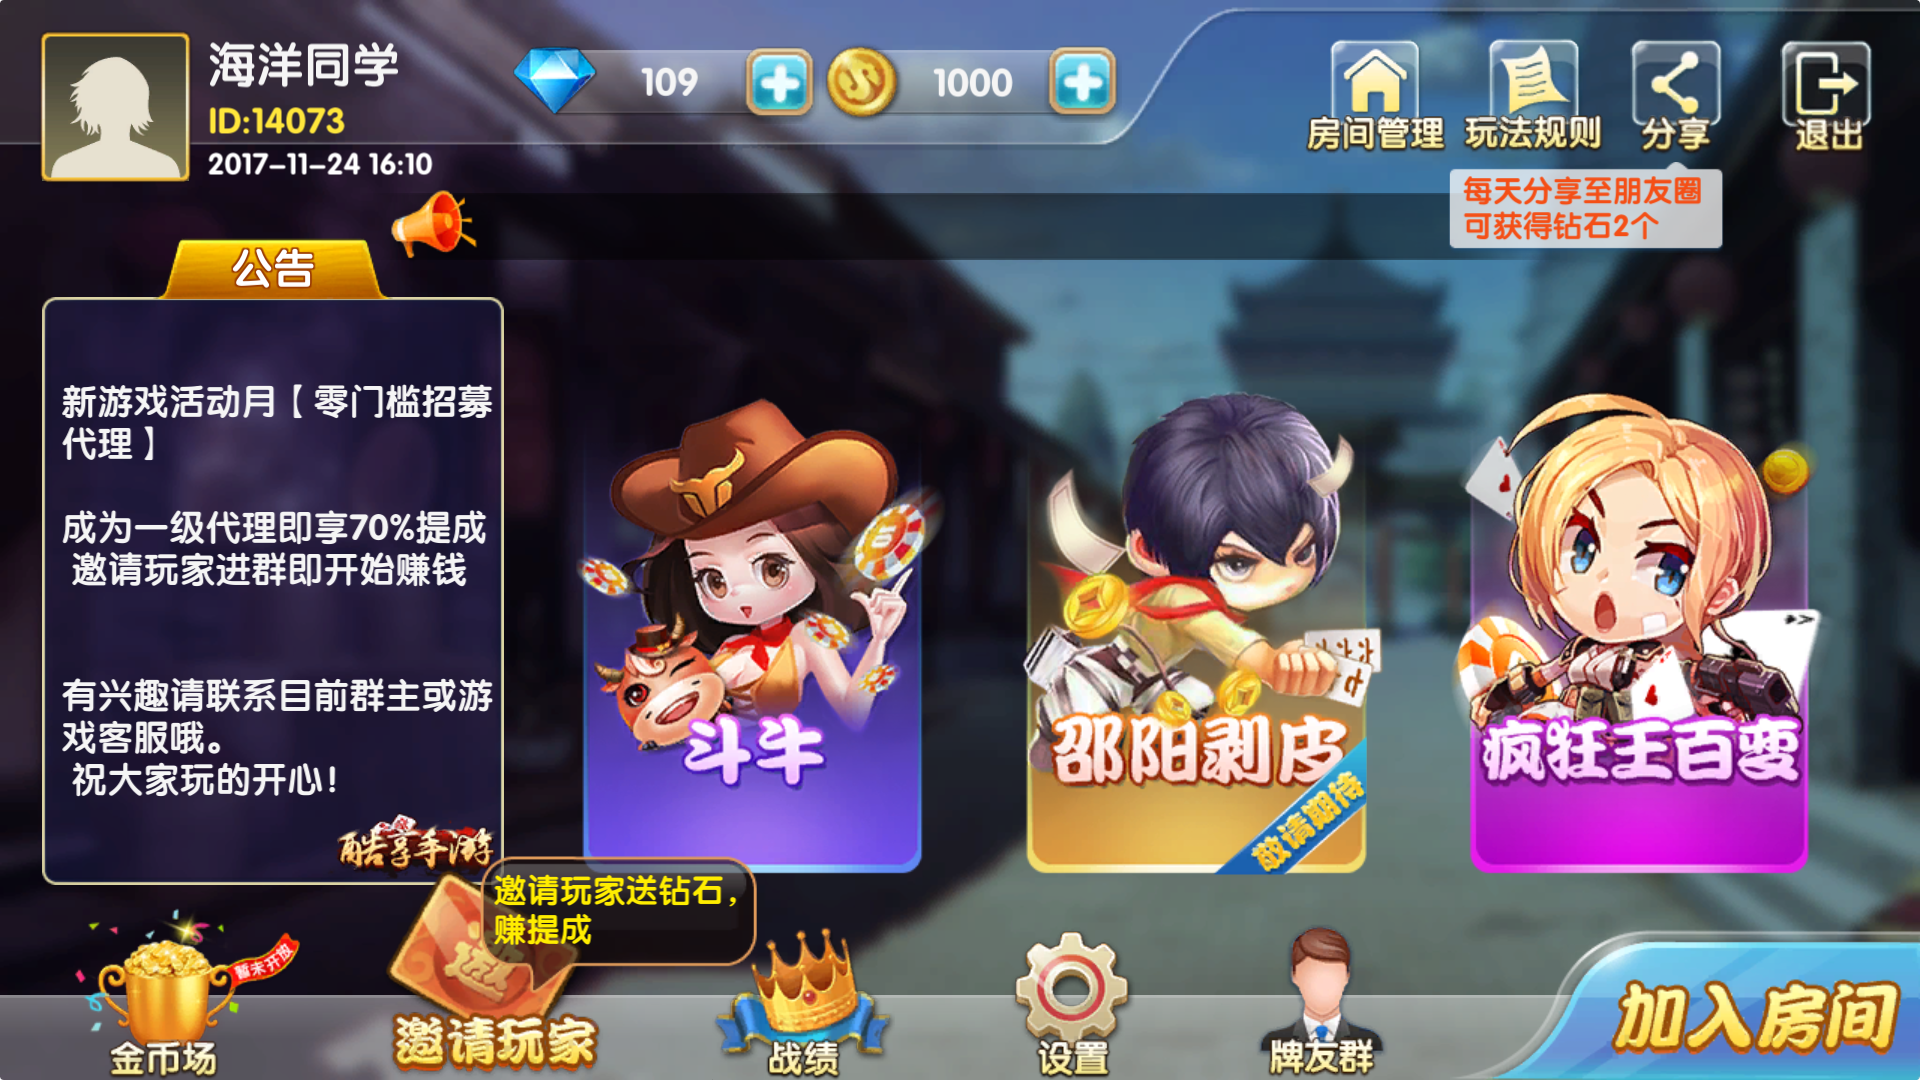 海洋同学
ID:14073
2017-11-24 16:10
109
1000
房间管理
玩法规则
分享
退出
每天分享至朋友圈
可获得钻石2个
公告
新游戏活动月【零门槛招募
代理】
成为一级代理即享70%提成
邀请玩家进群即开始赚钱
有兴趣请联系目前群主或游
戏客服哦。
祝大家玩的开心!
酷享手游
斗牛
邵阳剥皮
敬请期待
疯狂王百变
邀请玩家送钻石，
赚提成
暂未开放
金币场
邀
邀请玩家
战绩
设置
牌友群
加入房间